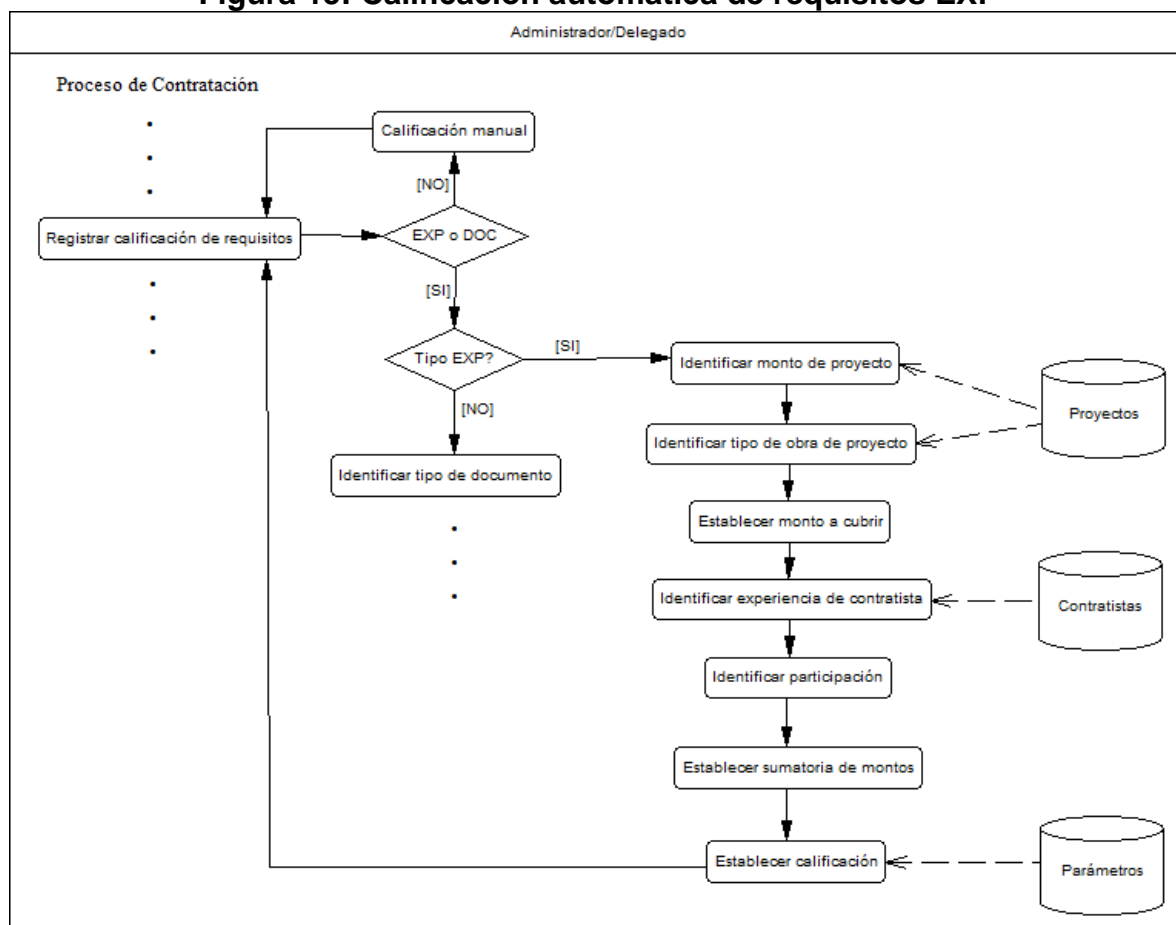 Administrador/Delegado
Proceso de Contratación
Calificación manual
[NO]
Registrar calificación de requisitos
EXP o DOC
[SI]
Tipo EXP?
[SI]
Identificar monto de proyecto
Proyectos
[NO]
Identificar tipo de obra de proyecto
Identificar tipo de documento
Establecer monto a cubrir
Identificar experiencia de contratista
Contratistas
Identificar participación
Establecer sumatoria de montos
Establecer calificación
Parámetros